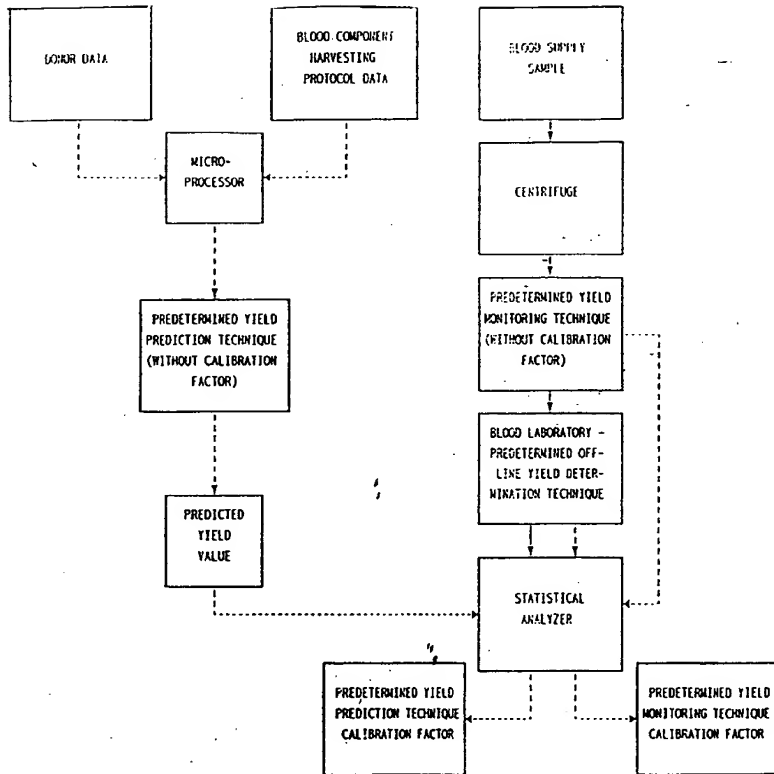 DONOR DATA
BLOOD COMPONENT
HARVESTING
PROTOCOL DATA
BLOOD SUPPLY
SAMPLE
MICRO-
PROCESSOR
CENTRIFUGE
PREDETERMINED YIELD
PREDICTION TECHNIQUE
(WITHOUT CALIBRATION
FACTOR)
PREDETERMINED YIELD
MONITORING TECHNIQUE
(WITHOUT CALIBRATION
FACTOR)
BLOOD LABORATORY -
PREDETERMINED OFF-
LINE YIELD DETER-
MINATION TECHNIQUE
PREDICTED
YIELD
VALUE
STATISTICAL
ANALYZER
PREDETERMINED YIELD
PREDICTION TECHNIQUE
CALIBRATION FACTOR
PREDETERMINED YIELD
MONITORING TECHNIQUE
CALIBRATION FACTOR